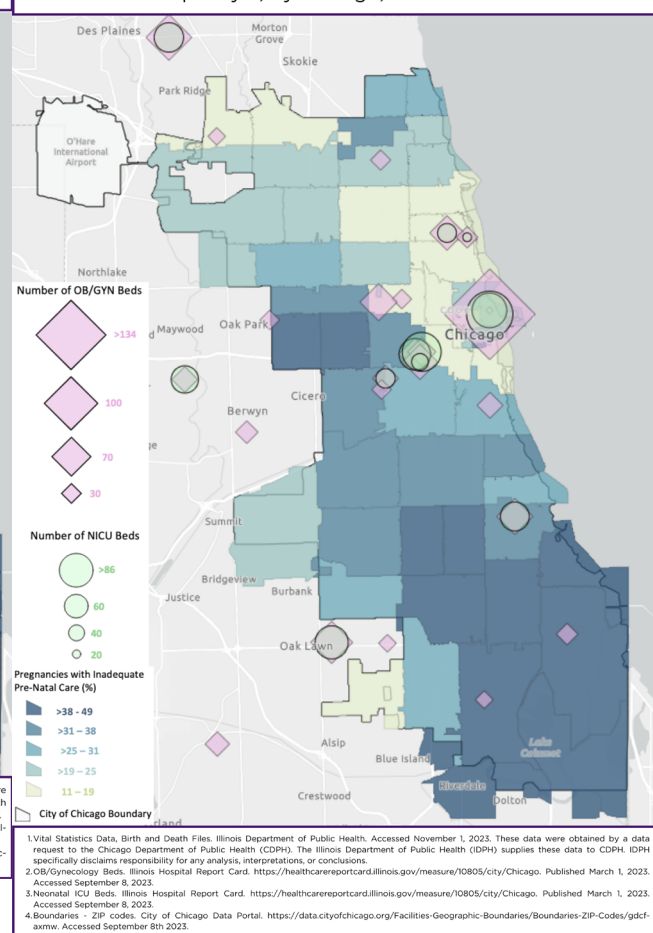 Des Plaines
Morton
Grove
Skokie
Park Ridge
O'Hare
International
Airport
Northlake
Number of OB/GYN Beds
>134
100
70
30
Maywood
Oak Park
Chicago
Cicero
Berwyn
Number of NICU Beds
>86
60
40
20
Summit
Bridgeview
Justice
Burbank
Oak Lawn
Pregnancies with Inadequate
Pre-Natal Care (%)
>38 - 49
>31 – 38
>25 – 31
>19 – 25
11 – 19
City of Chicago Boundary
Alsip
Blue Island
Lake
Calumet
Crestwood
Riverdale
Dolton
1. Vital Statistics Data, Birth and Death Files. Illinois Department of Public Health. Accessed November 1, 2023. These data were obtained by a data
request to the Chicago Department of Public Health (CDPH). The Illinois Department of Public Health (IDPH) supplies these data to CDPH. IDPH
specifically disclaims responsibility for any analysis, interpretations, or conclusions.
2. OB/Gynecology Beds. Illinois Hospital Report Card. https://healthcarereportcard.illinois.gov/measure/10805/city/Chicago. Published March 1, 2023.
Accessed September 8, 2023.
3. Neonatal ICU Beds. Illinois Hospital Report Card. https://healthcarereportcard.illinois.gov/measure/10805/city/Chicago. Published March 1, 2023.
Accessed September 8, 2023.
4. Boundaries - ZIP codes. City of Chicago Data Portal. https://data.cityofchicago.org/Facilities-Geographic-Boundaries/Boundaries-ZIP-Codes/gdcf-
axmw. Accessed September 8th 2023.